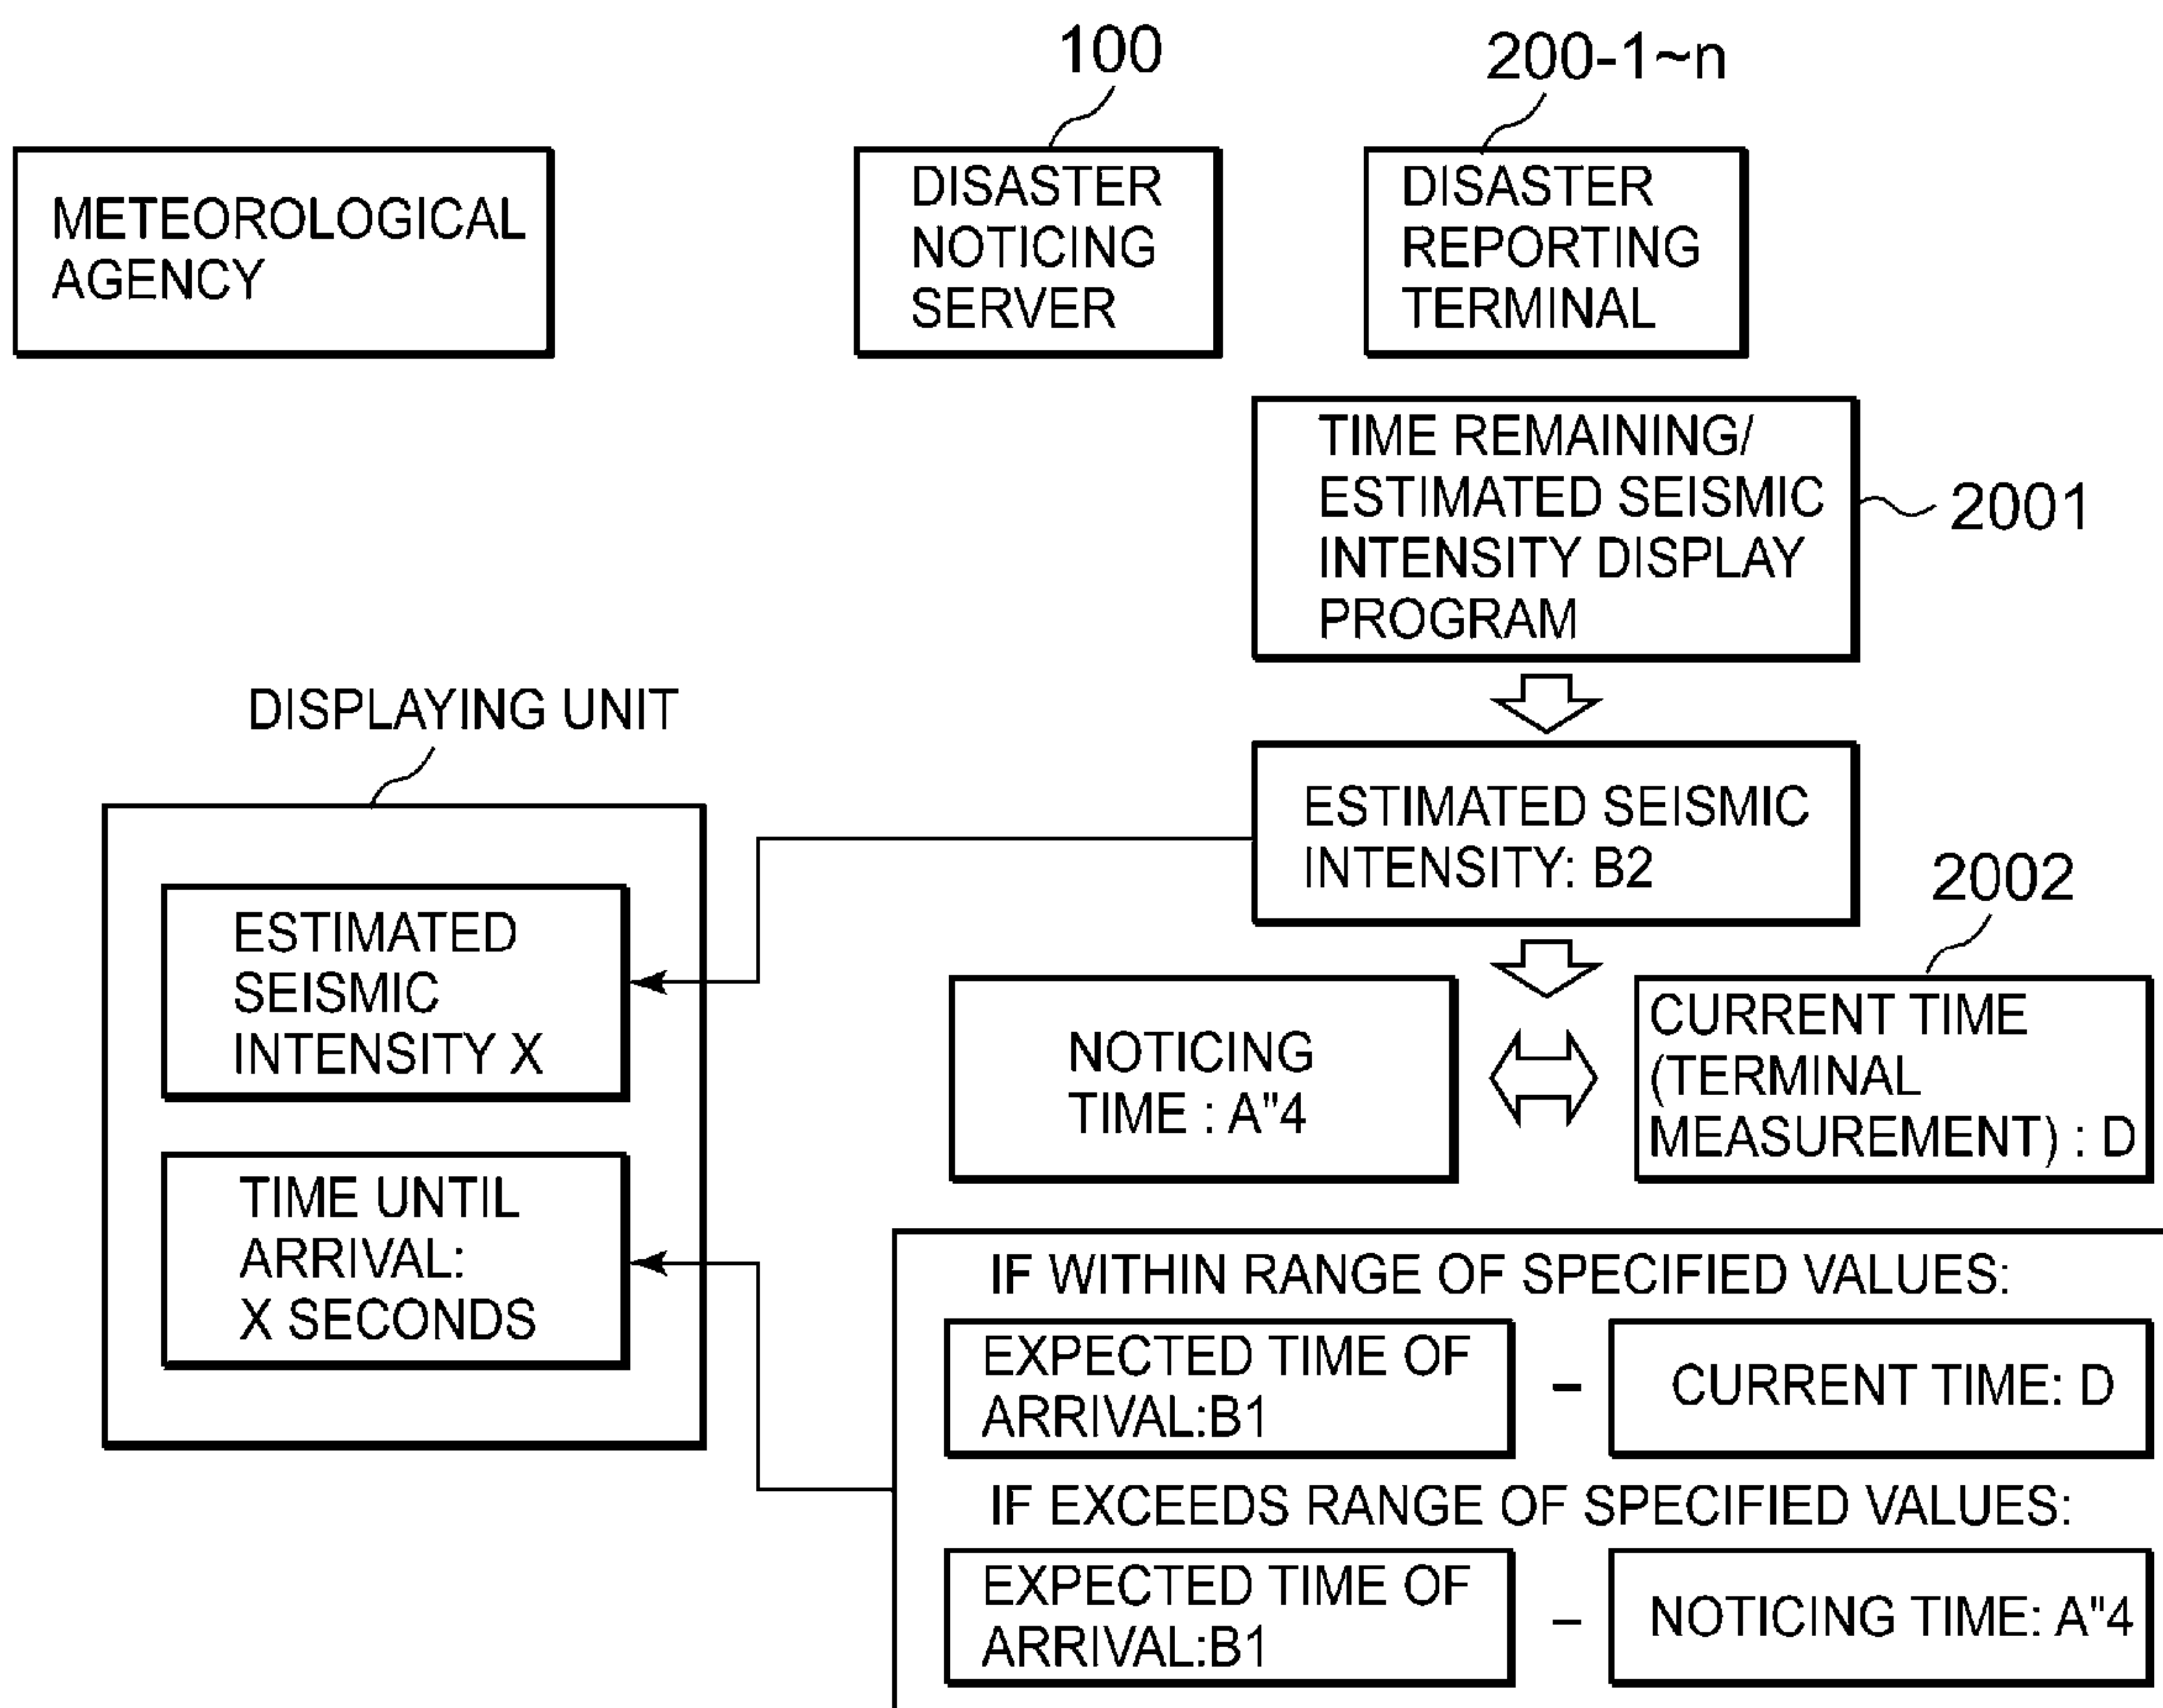 100
200-1~n
METEOROLOGICAL
AGENCY
DISASTER
NOTICING
SERVER
DISASTER
REPORTING
TERMINAL
TIME REMAINING/
ESTIMATED SEISMIC
INTENSITY DISPLAY
PROGRAM
2001
DISPLAYING UNIT
ESTIMATED SEISMIC
INTENSITY: B2
2002
ESTIMATED
SEISMIC
INTENSITY X
NOTICING
TIME : A"4
CURRENT TIME
(TERMINAL
MEASUREMENT) : D
TIME UNTIL
ARRIVAL:
X SECONDS
IF WITHIN RANGE OF SPECIFIED VALUES:
EXPECTED TIME OF
ARRIVAL:B1
–
CURRENT TIME: D
IF EXCEEDS RANGE OF SPECIFIED VALUES:
EXPECTED TIME OF
ARRIVAL:B1
–
NOTICING TIME: A"4